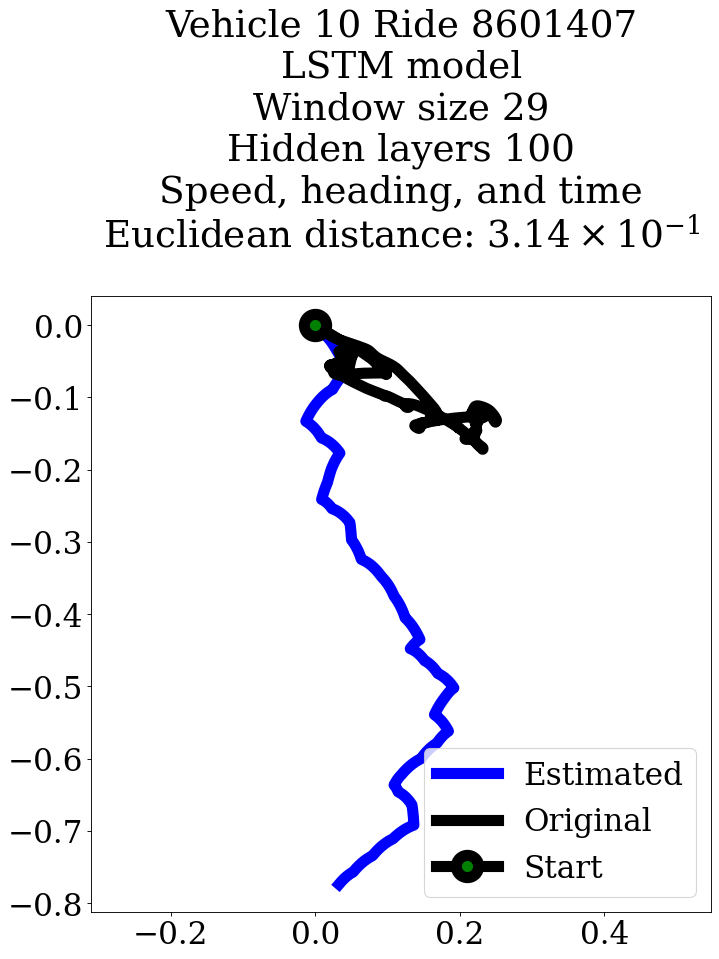 Vehicle 10 Ride 8601407
LSTM model
Window size 29
Hidden layers 100
Speed, heading, and time
Euclidean distance: 3.14 × 10⁻¹
0.0
−0.1
−0.2
−0.3
−0.4
−0.5
−0.6
−0.7
−0.8
Estimated
Original
Start
−0.2 0.0 0.2 0.4